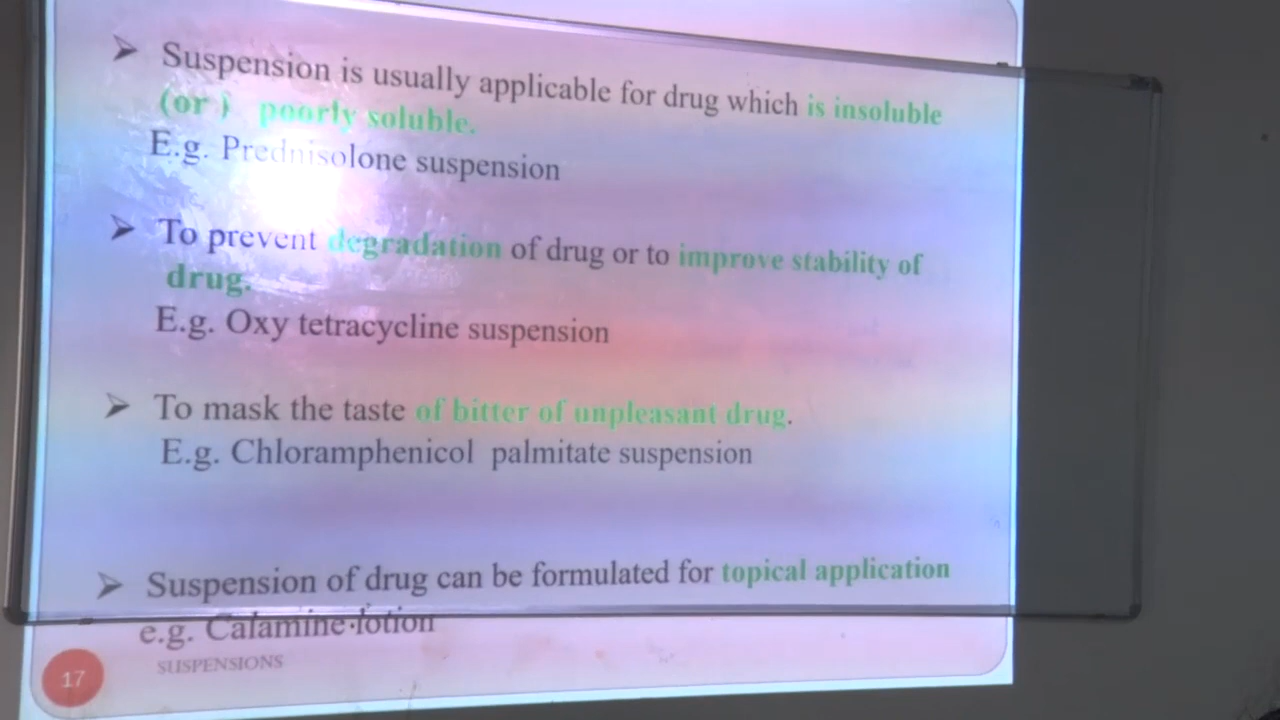 ➤ Suspension is usually applicable for drug which is insoluble
(or ) poorly soluble.
E.g. Prednisolone suspension
➤ To prevent degradation of drug or to improve stability of
drug.
E.g. Oxy tetracycline suspension
➤ To mask the taste of bitter of unpleasant drug.
E.g. Chloramphenicol palmitate suspension
➤ Suspension of drug can be formulated for topical application
e.g. Calamine lotion
SUSPENSIONS
17